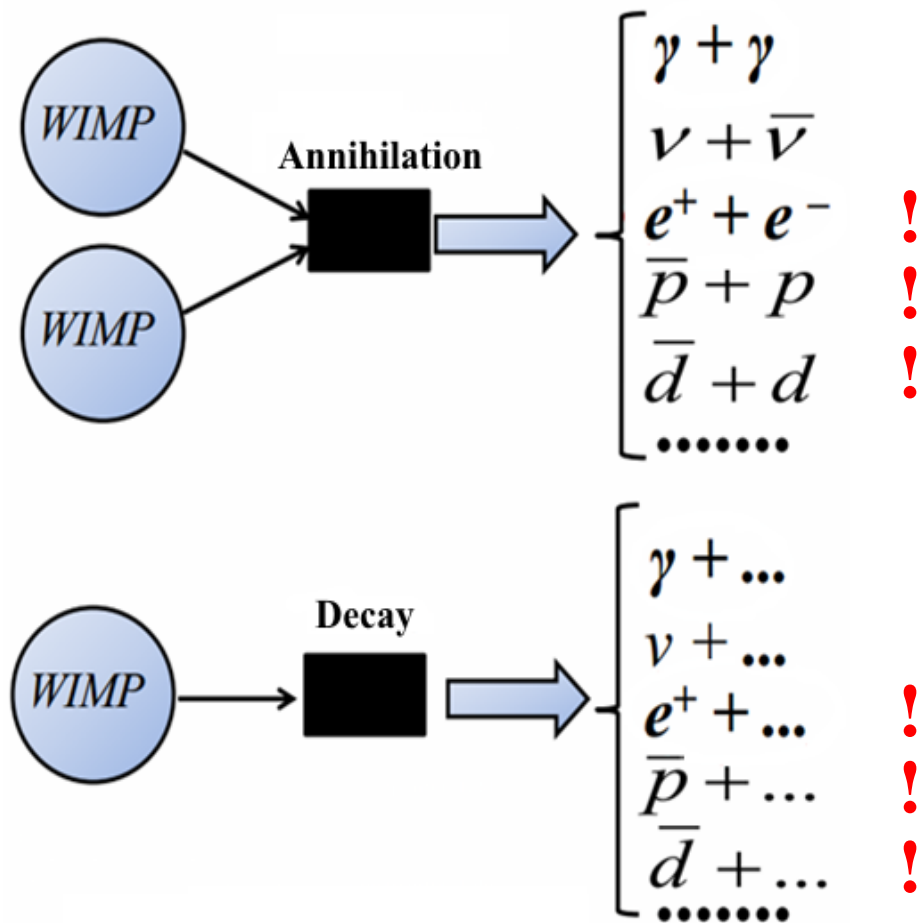 WIMP
WIMP
Annihilation
γ + γ
ν + ν̅
e⁺ + e⁻ !
p̅ + p !
d̅ + d !
•••••••
WIMP
Decay
γ + ...
ν + ...
e⁺ + ... !
p̅ + ... !
d̅ + ... !
•••••••